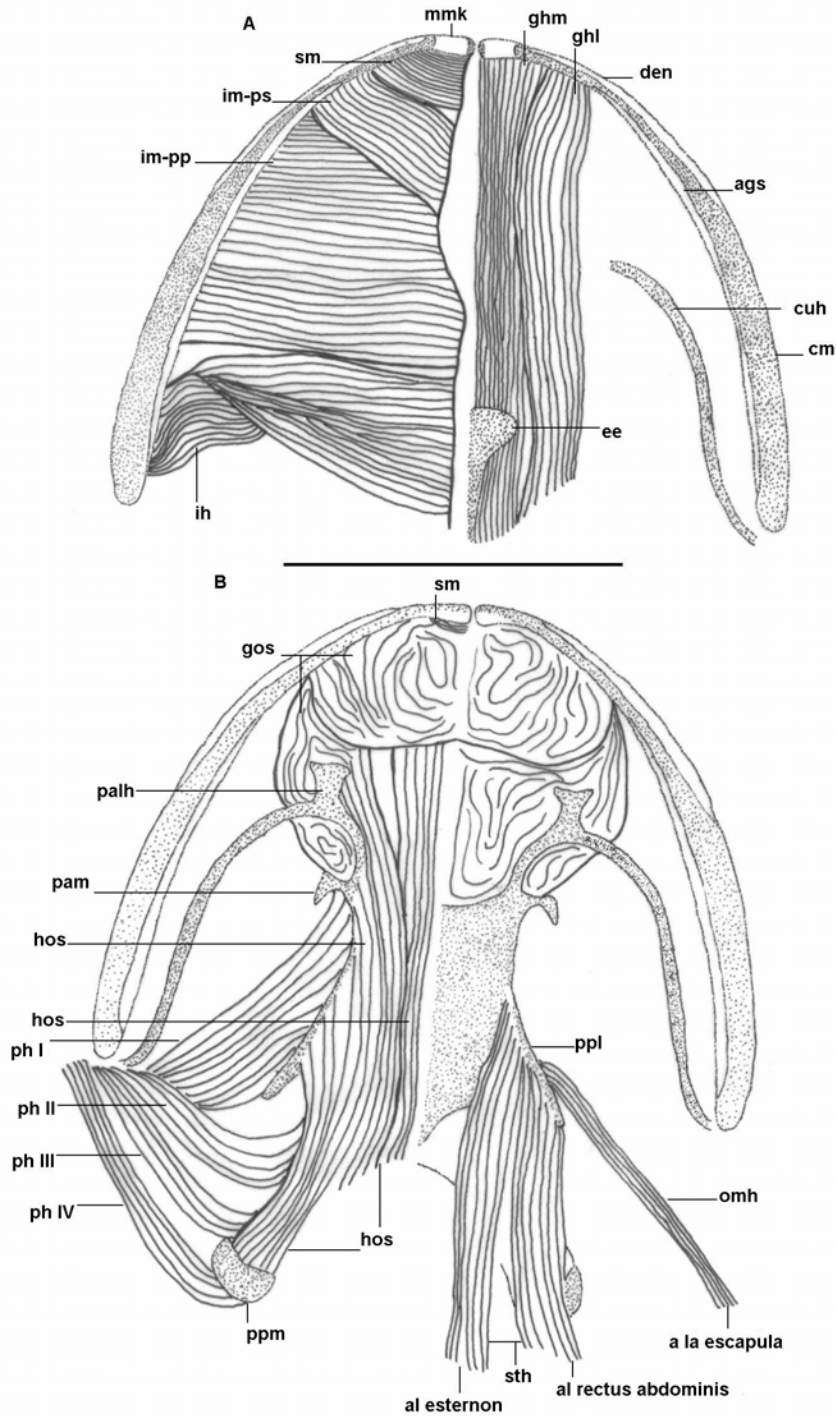 A
mmk
ghm
ghl
sm
den
im-ps
im-pp
ags
cuh
cm
ee
ih
B
sm
gos
palh
pam
hos
hos
ph I
ppl
ph II
ph III
omh
ph IV
hos
ppm
a la escapula
sth
al rectus abdominis
al esternon